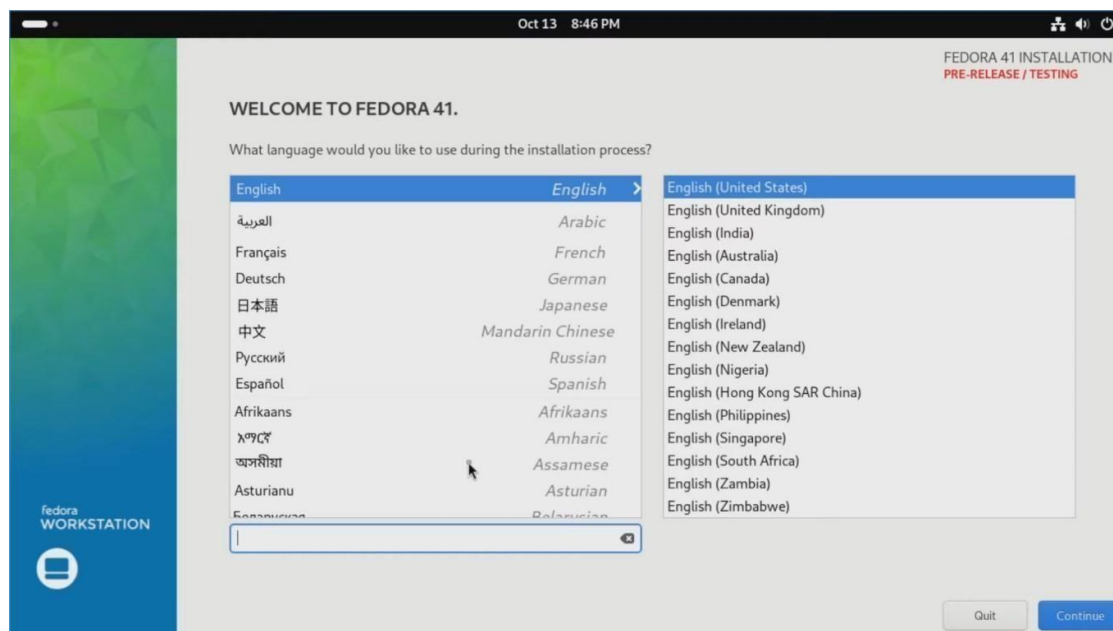 Oct 13 8:46 PM
FEDORA 41 INSTALLATION
PRE-RELEASE / TESTING
WELCOME TO FEDORA 41.
What language would you like to use during the installation process?
English English
العربية Arabic
Français French
Deutsch German
日本語 Japanese
中文 Mandarin Chinese
Русский Russian
Español Spanish
Afrikaans Afrikaans
አማርኛ Amharic
অসমীয়া Assamese
Asturianu Asturian
Беларуская Belarusian
English (United States)
English (United Kingdom)
English (India)
English (Australia)
English (Canada)
English (Denmark)
English (Ireland)
English (New Zealand)
English (Nigeria)
English (Hong Kong SAR China)
English (Philippines)
English (Singapore)
English (South Africa)
English (Zambia)
English (Zimbabwe)
fedora
WORKSTATION
Quit Continue